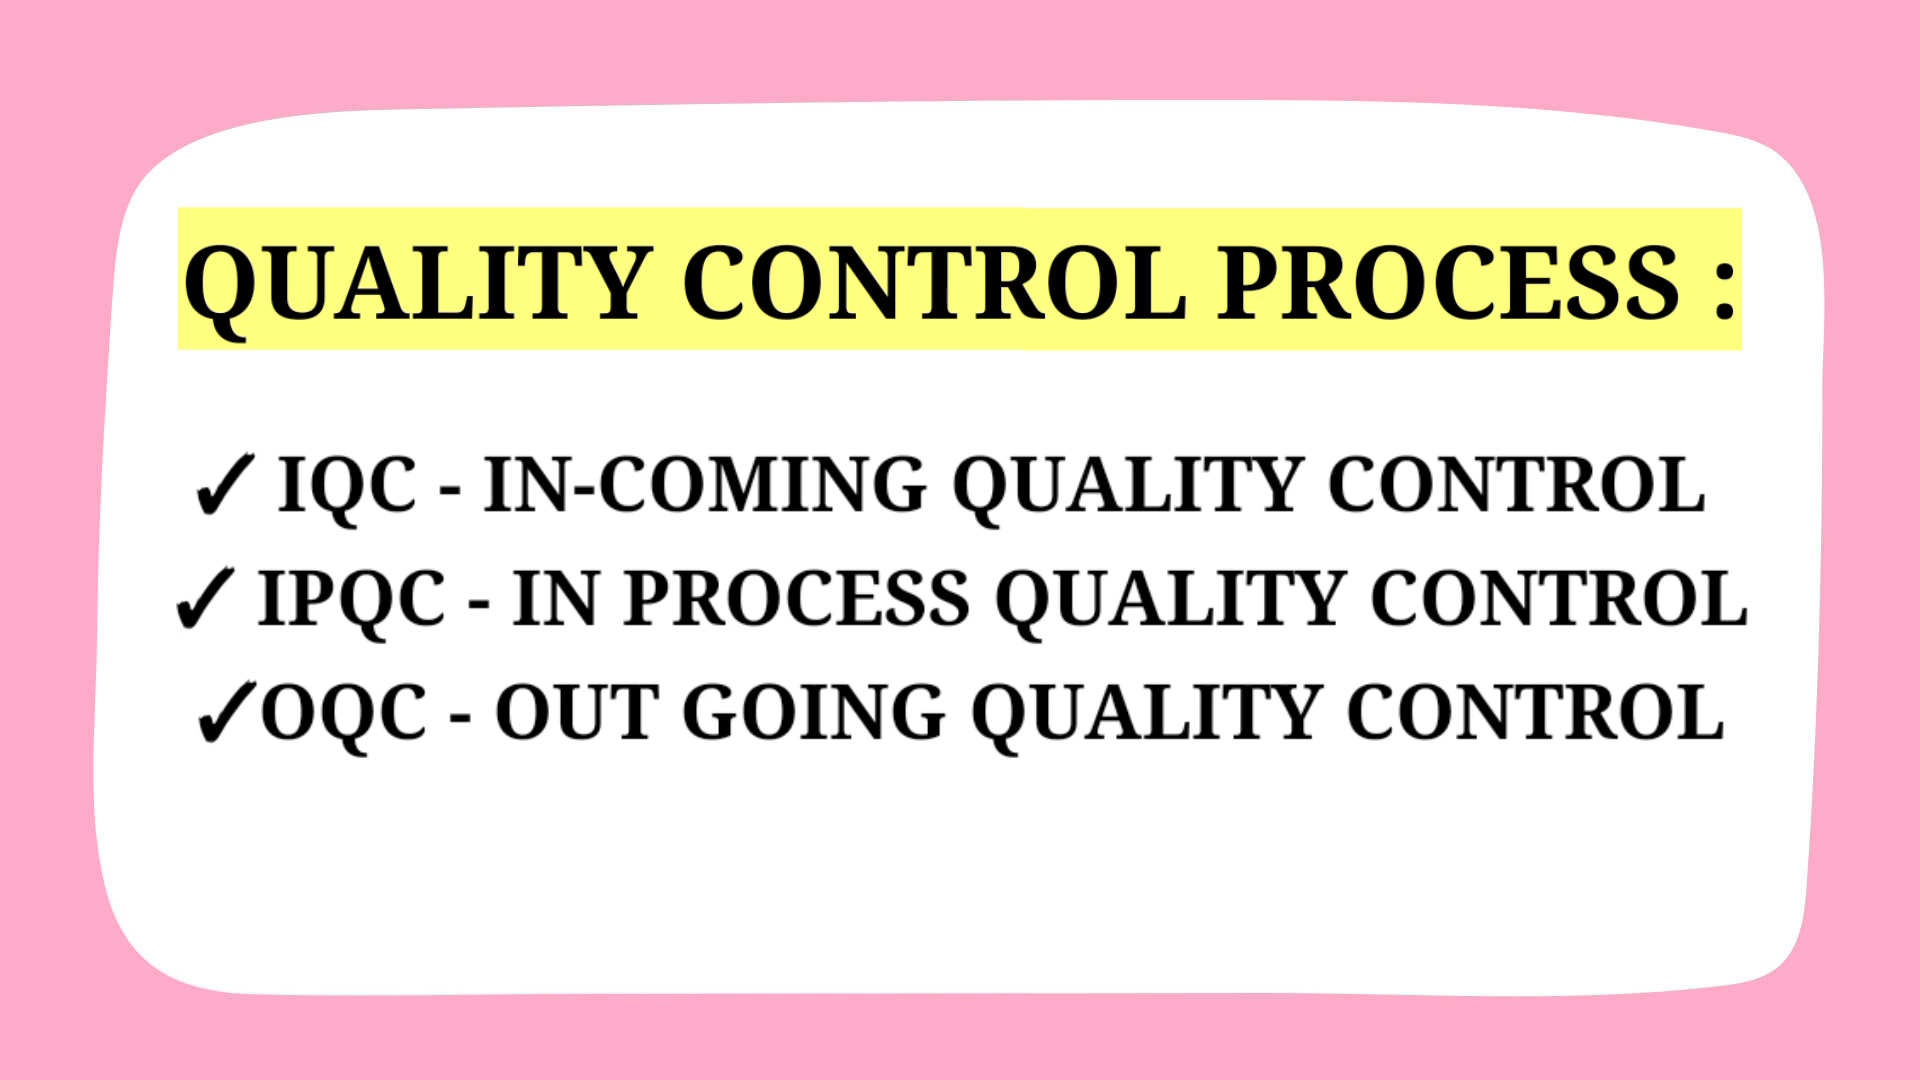 QUALITY CONTROL PROCESS :
✓ IQC - IN-COMING QUALITY CONTROL
✓ IPQC - IN PROCESS QUALITY CONTROL
✓OQC - OUT GOING QUALITY CONTROL